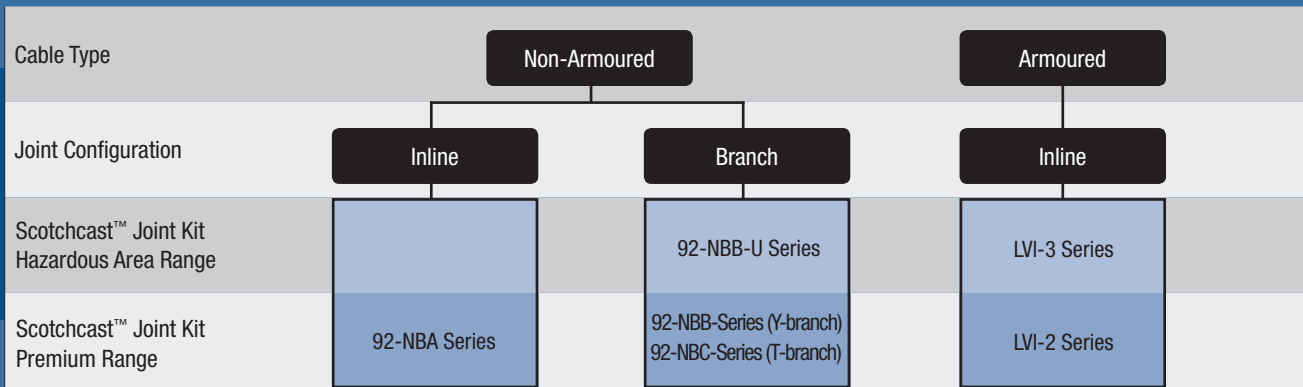 Cable Type
Non-Armoured
Armoured
Joint Configuration
Inline
Branch
Inline
Scotchcast™ Joint Kit
Hazardous Area Range
92-NBB-U Series
LVI-3 Series
Scotchcast™ Joint Kit
Premium Range
92-NBA Series
92-NBB-Series (Y-branch)
92-NBC-Series (T-branch)
LVI-2 Series